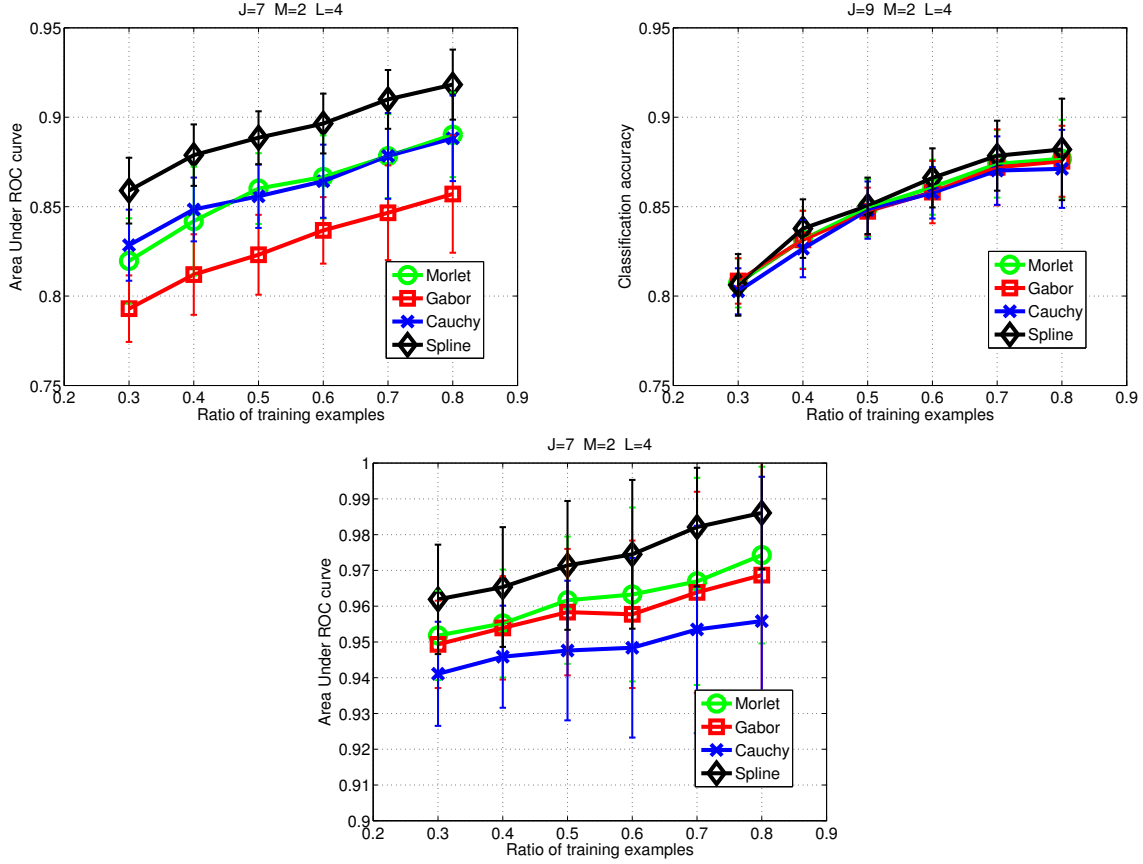 J=7 M=2 L=4
0.95
0.9
0.85
0.8
0.75
Area Under ROC curve
Morlet
Gabor
Cauchy
Spline
0.2 0.3 0.4 0.5 0.6 0.7 0.8 0.9
Ratio of training examples
J=9 M=2 L=4
0.95
0.9
0.85
0.8
0.75
Classification accuracy
Morlet
Gabor
Cauchy
Spline
0.2 0.3 0.4 0.5 0.6 0.7 0.8 0.9
Ratio of training examples
J=7 M=2 L=4
1
0.99
0.98
0.97
0.96
0.95
0.94
0.93
0.92
0.91
0.9
Area Under ROC curve
Morlet
Gabor
Cauchy
Spline
0.2 0.3 0.4 0.5 0.6 0.7 0.8 0.9
Ratio of training examples